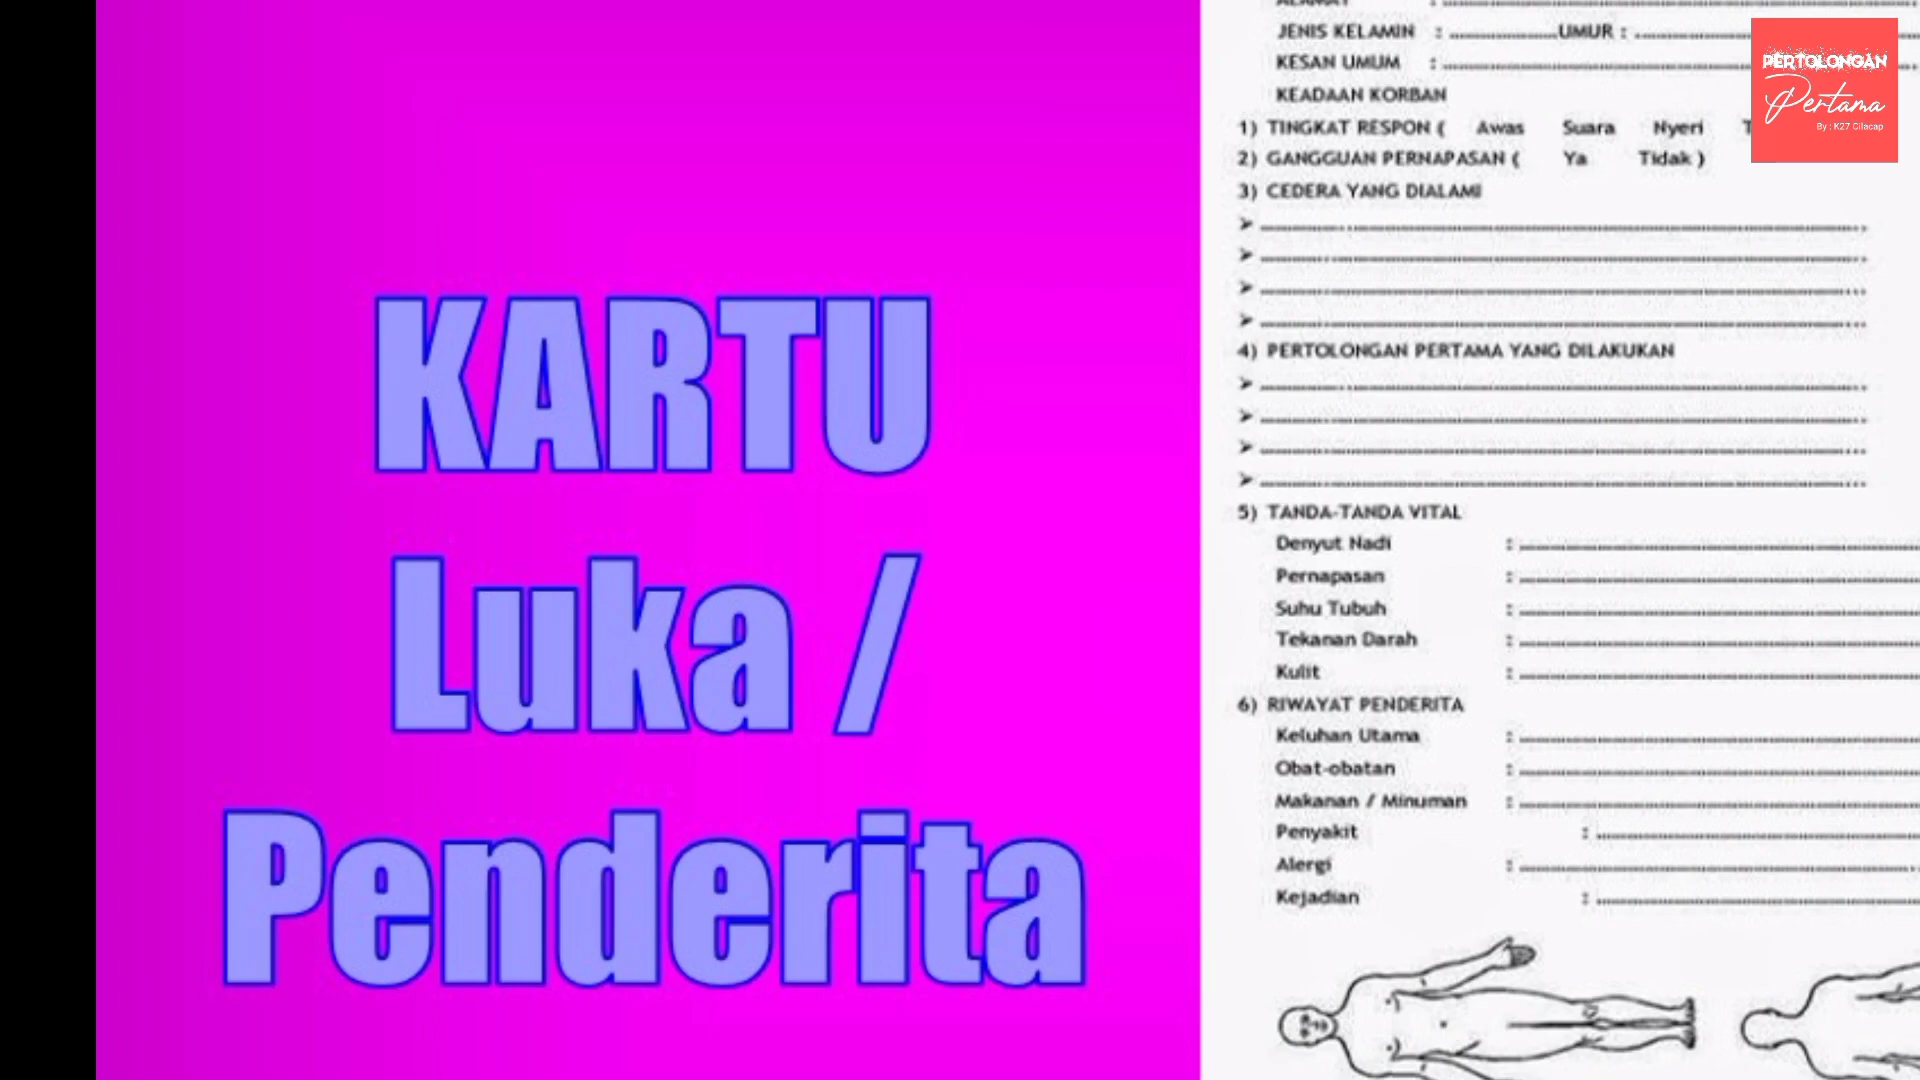 KARTU
Luka /
Penderita
ALAMAT :
JENIS KELAMIN : UMUR :
KESAN UMUM :
KEADAAN KORBAN
1) TINGKAT RESPON ( Awas Suara Nyeri T
2) GANGGUAN PERNAPASAN ( Ya Tidak )
3) CEDERA YANG DIALAMI
4) PERTOLONGAN PERTAMA YANG DILAKUKAN
5) TANDA-TANDA VITAL
Denyut Nadi :
Pernapasan :
Suhu Tubuh :
Tekanan Darah :
Kulit :
6) RIWAYAT PENDERITA
Keluhan Utama :
Obat-obatan :
Makanan / Minuman :
Penyakit :
Alergi :
Kejadian :
PERTOLONGAN
Pertama
By : K27 Cilacap